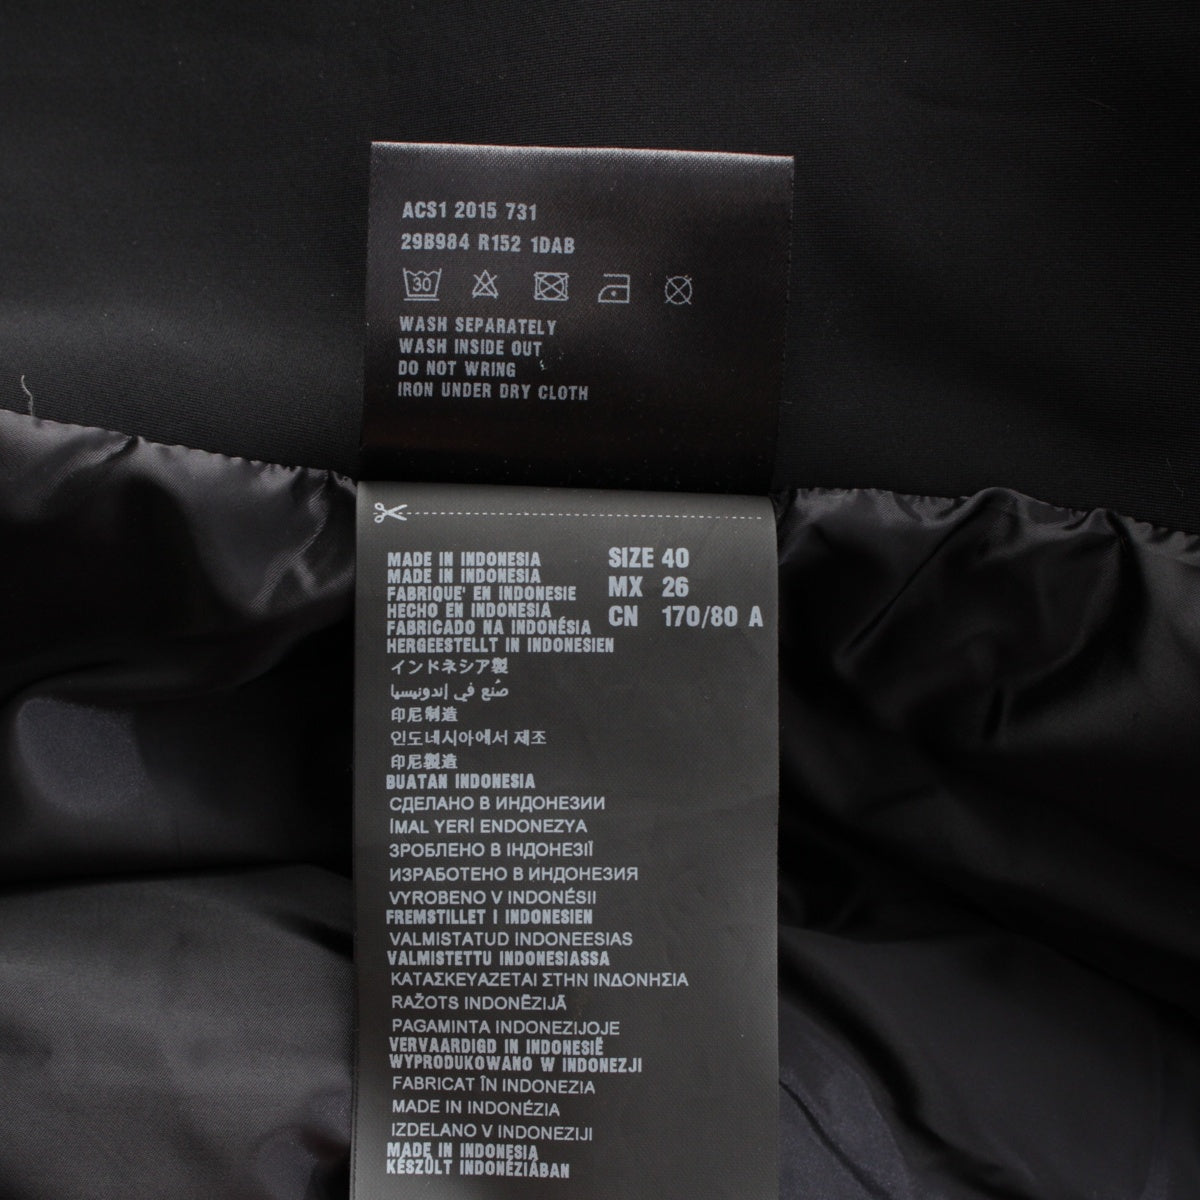 ACS1 2015 731
29B984 R152 1DAB
30
WASH SEPARATELY
WASH INSIDE OUT
DO NOT WRING
IRON UNDER DRY CLOTH
MADE IN INDONESIA
MADE IN INDONESIA
FABRIQUE' EN INDONESIE
HECHO EN INDONESIA
FABRICADO NA INDONÉSIA
HERGEESTELLT IN INDONESIEN
インドネシア製
صُنع في إندونيسيا
印尼制造
인도네시아에서 제조
印尼製造
BUATAN INDONESIA
СДЕЛАНО В ИНДОНЕЗИИ
İMAL YERİ ENDONEZYA
ЗРОБЛЕНО В ІНДОНЕЗІЇ
ИЗРАБОТЕНО В ИНДОНЕЗИЯ
VYROBENO V INDONÉSII
FREMSTILLET I INDONESIEN
VALMISTATUD INDONEESIAS
VALMISTETTU INDONESIASSA
ΚΑΤΑΣΚΕΥΑΖΕΤΑΙ ΣΤΗΝ ΙΝΔΟΝΗΣΙΑ
RAŽOTS INDONĒZIJĀ
PAGAMINTA INDONEZIJOJE
VERVAARDIGD IN INDONESIË
WYPRODUKOWANO W INDONEZJI
FABRICAT ÎN INDONEZIA
MADE IN INDONÉZIA
IZDELANO V INDONEZIJI
MADE IN INDONESIA
KÉSZÜLT INDONÉZIÁBAN
SIZE 40
MX 26
CN 170/80 A